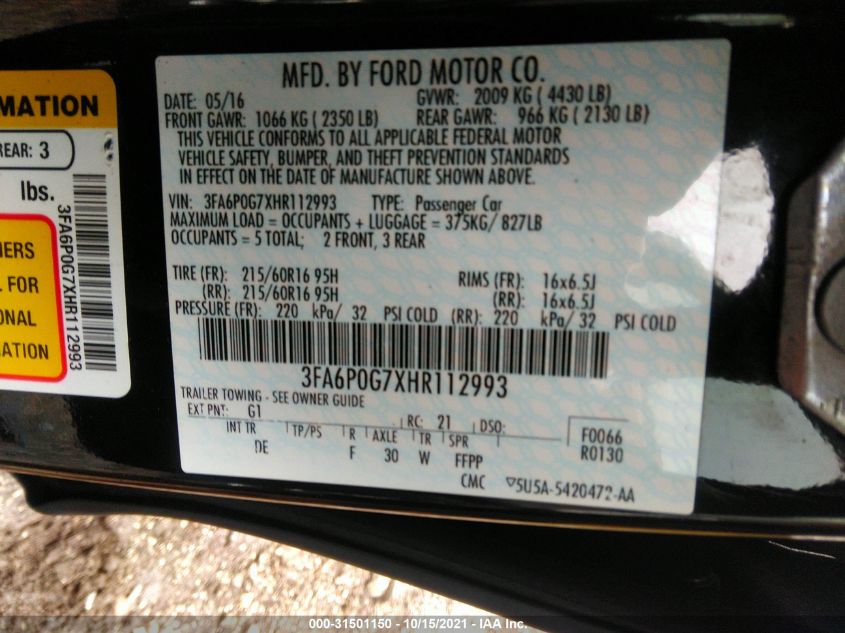 MFD. BY FORD MOTOR CO.
DATE: 05/16 GVWR: 2009 KG ( 4430 LB)
FRONT GAWR: 1066 KG ( 2350 LB) REAR GAWR: 966 KG ( 2130 LB)
THIS VEHICLE CONFORMS TO ALL APPLICABLE FEDERAL MOTOR
VEHICLE SAFETY, BUMPER, AND THEFT PREVENTION STANDARDS
IN EFFECT ON THE DATE OF MANUFACTURE SHOWN ABOVE.
VIN: 3FA6P0G7XHR112993 TYPE: Passenger Car
MAXIMUM LOAD = OCCUPANTS + LUGGAGE = 375KG/ 827LB
OCCUPANTS = 5 TOTAL; 2 FRONT, 3 REAR
TIRE (FR): 215/60R16 95H RIMS (FR): 16x6.5J
(RR): 215/60R16 95H (RR): 16x6.5J
PRESSURE (FR): 220 kPa/ 32 PSI COLD (RR): 220 kPa/ 32 PSI COLD
3FA6P0G7XHR112993
TRAILER TOWING - SEE OWNER GUIDE
EXT PNT: G1 RC: 21 DSO: F0066
INT TR TP/PS R AXLE TR SPR R0130
DE F 30 W FFPP
CMC 5U5A-5420472-AA
MATION
REAR: 3
lbs.
3FA6P0G7XHR112993
NERS
L FOR
ONAL
MATION
000-31501150 - 10/15/2021 - IAA Inc.